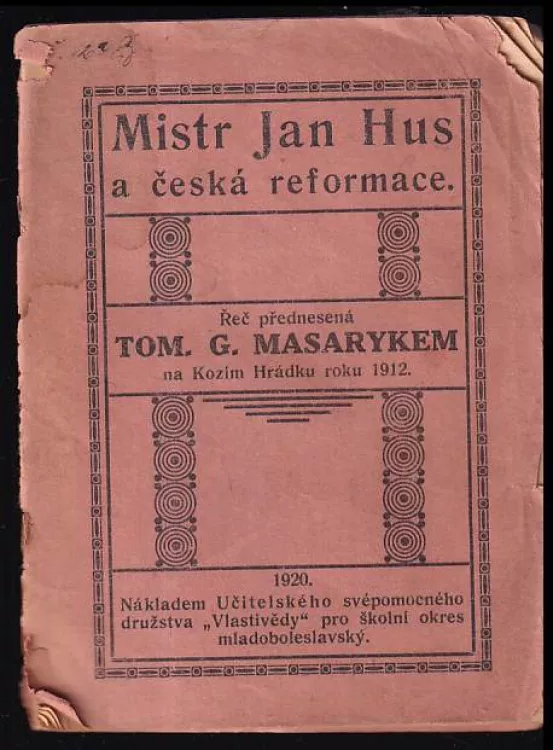 Mistr Jan Hus
a česká reformace.
Řeč přednesená
TOM. G. MASARYKEM
na Kozím Hrádku roku 1912.
1920.
Nákladem Učitelského svépomocného
družstva „Vlastivědy“ pro školní okres
mladoboleslavský.